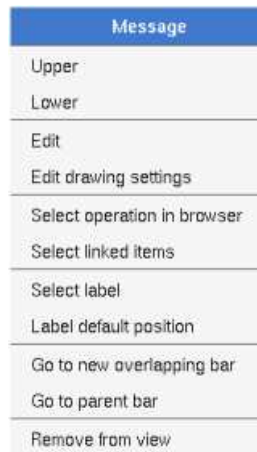 Message
Upper
Lower
Edit
Edit drawing settings
Select operation in browser
Select linked items
Select label
Label default position
Go to new overlapping bar
Go to parent bar
Remove from view